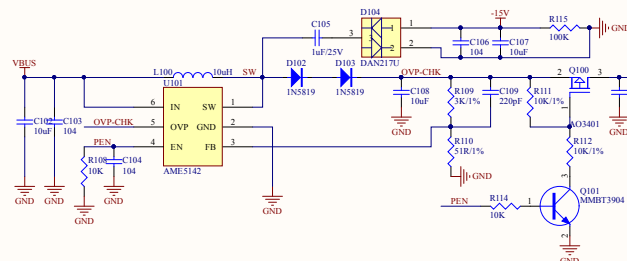 D104
-15V
C105
3
1
2
R115
100K
GND
1uF/25V
C106
104
C107
10uF
DAN217U
VBUS
L100
10uH
SW
D102
D103
OVP-CHK
2
Q100
3
1N5819
1N5819
U101
C108
10uF
R109
3K/1%
C109
220pF
R111
10K/1%
1
6
IN
SW
1
C103
104
10uF
OVP-CHK
5
OVP
GND
2
AO3401
GND
PEN
4
EN
FB
3
R110
51R/1%
R112
10K/1%
R108
10K
C104
104
AME5142
GND
3
Q101
MMBT3904
GND
GND
GND
GND
GND
PEN
R114
10K
1
2
GND